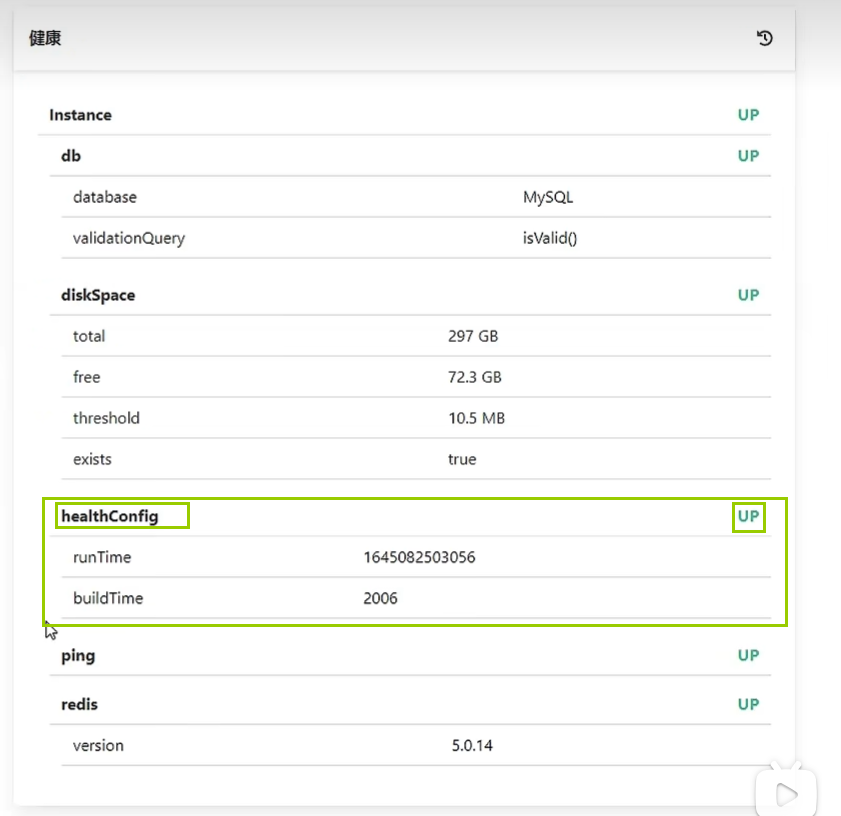 健康
Instance UP
db UP
database MySQL
validationQuery isValid()
diskSpace UP
total 297 GB
free 72.3 GB
threshold 10.5 MB
exists true
healthConfig UP
runTime 1645082503056
buildTime 2006
ping UP
redis UP
version 5.0.14